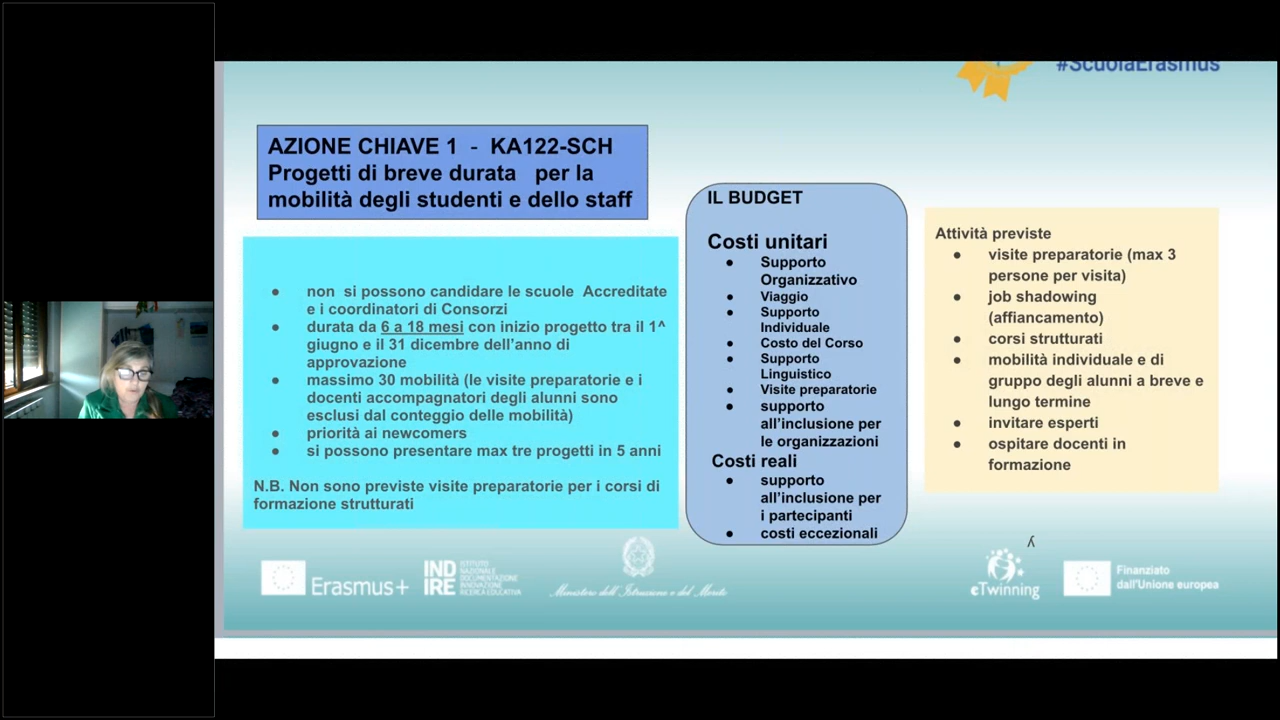 #ScuolaErasmus
AZIONE CHIAVE 1 - KA122-SCH
Progetti di breve durata per la
mobilità degli studenti e dello staff
● non si possono candidare le scuole Accreditate
e i coordinatori di Consorzi
● durata da 6 a 18 mesi con inizio progetto tra il 1^
giugno e il 31 dicembre dell'anno di
approvazione
● massimo 30 mobilità (le visite preparatorie e i
docenti accompagnatori degli alunni sono
esclusi dal conteggio delle mobilità)
● priorità ai newcomers
● si possono presentare max tre progetti in 5 anni
N.B. Non sono previste visite preparatorie per i corsi di
formazione strutturati
IL BUDGET
Costi unitari
● Supporto
Organizzativo
● Viaggio
● Supporto
Individuale
● Costo del Corso
● Supporto
Linguistico
● Visite preparatorie
● supporto
all'inclusione per
le organizzazioni
Costi reali
● supporto
all'inclusione per
i partecipanti
● costi eccezionali
Attività previste
● visite preparatorie (max 3
persone per visita)
● job shadowing
(affiancamento)
● corsi strutturati
● mobilità individuale e di
gruppo degli alunni a breve e
lungo termine
● invitare esperti
● ospitare docenti in
formazione
Erasmus+
INDIRE
ISTITUTO
NAZIONALE
DOCUMENTAZIONE
INNOVAZIONE
RICERCA EDUCATIVA
Ministero dell'Istruzione e del Merito
eTwinning
Finanziato
dall'Unione europea